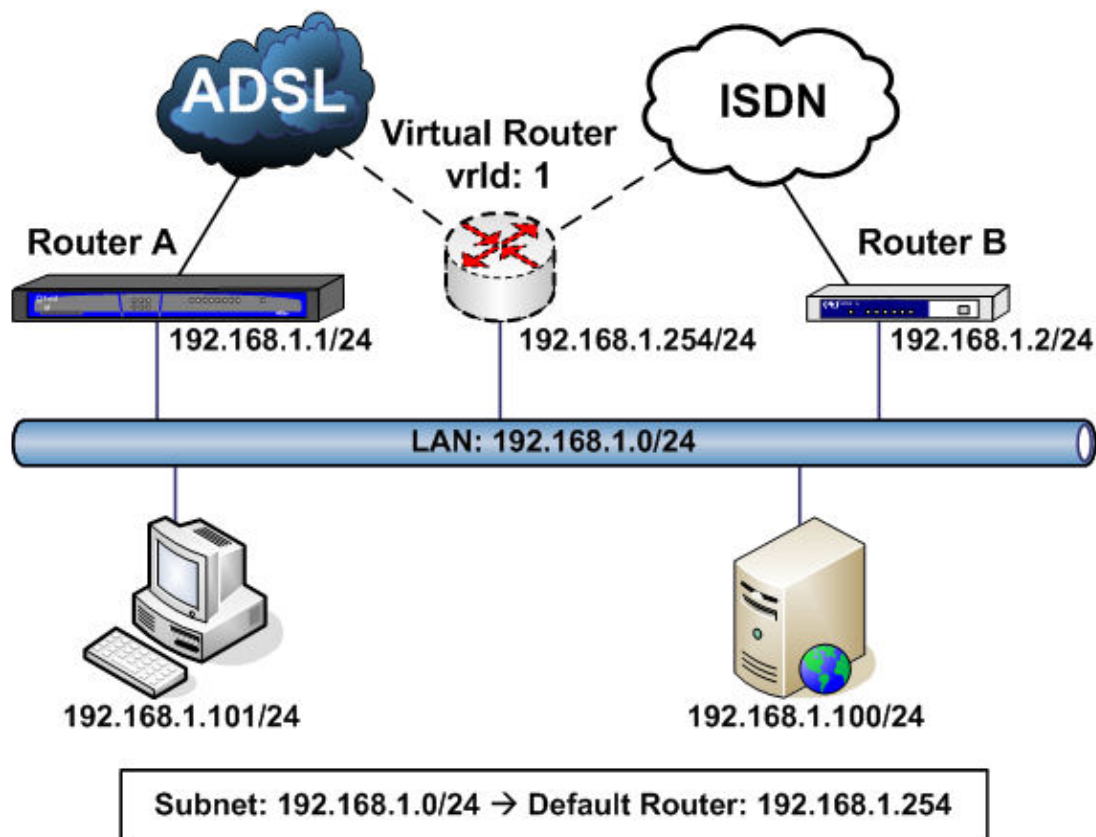 ADSL
ISDN
Virtual Router
vrId: 1
Router A
Router B
192.168.1.1/24
192.168.1.254/24
192.168.1.2/24
LAN: 192.168.1.0/24
192.168.1.101/24
192.168.1.100/24
Subnet: 192.168.1.0/24 → Default Router: 192.168.1.254